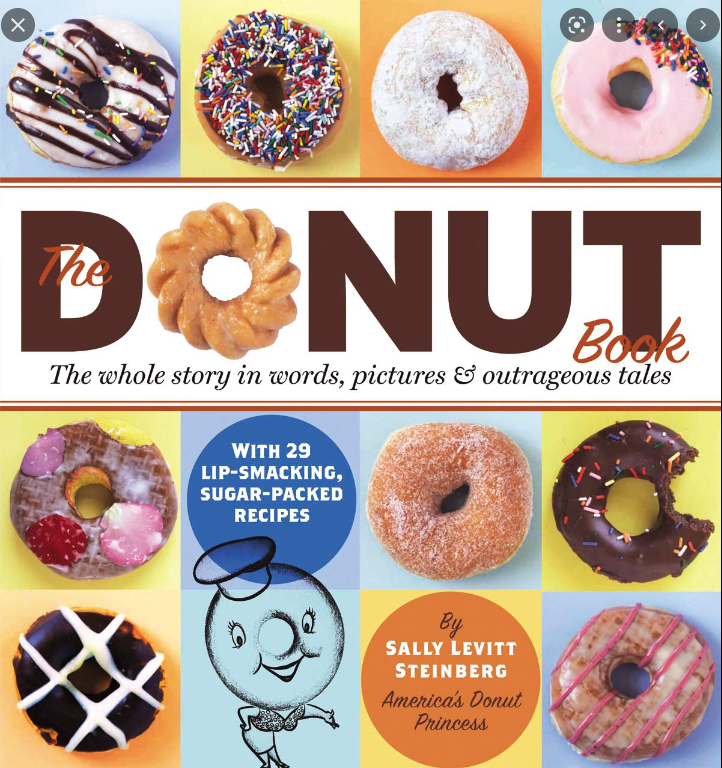 The DONUT Book
The whole story in words, pictures & outrageous tales
WITH 29
LIP-SMACKING,
SUGAR-PACKED
RECIPES
By
SALLY LEVITT
STEINBERG
America's Donut
Princess